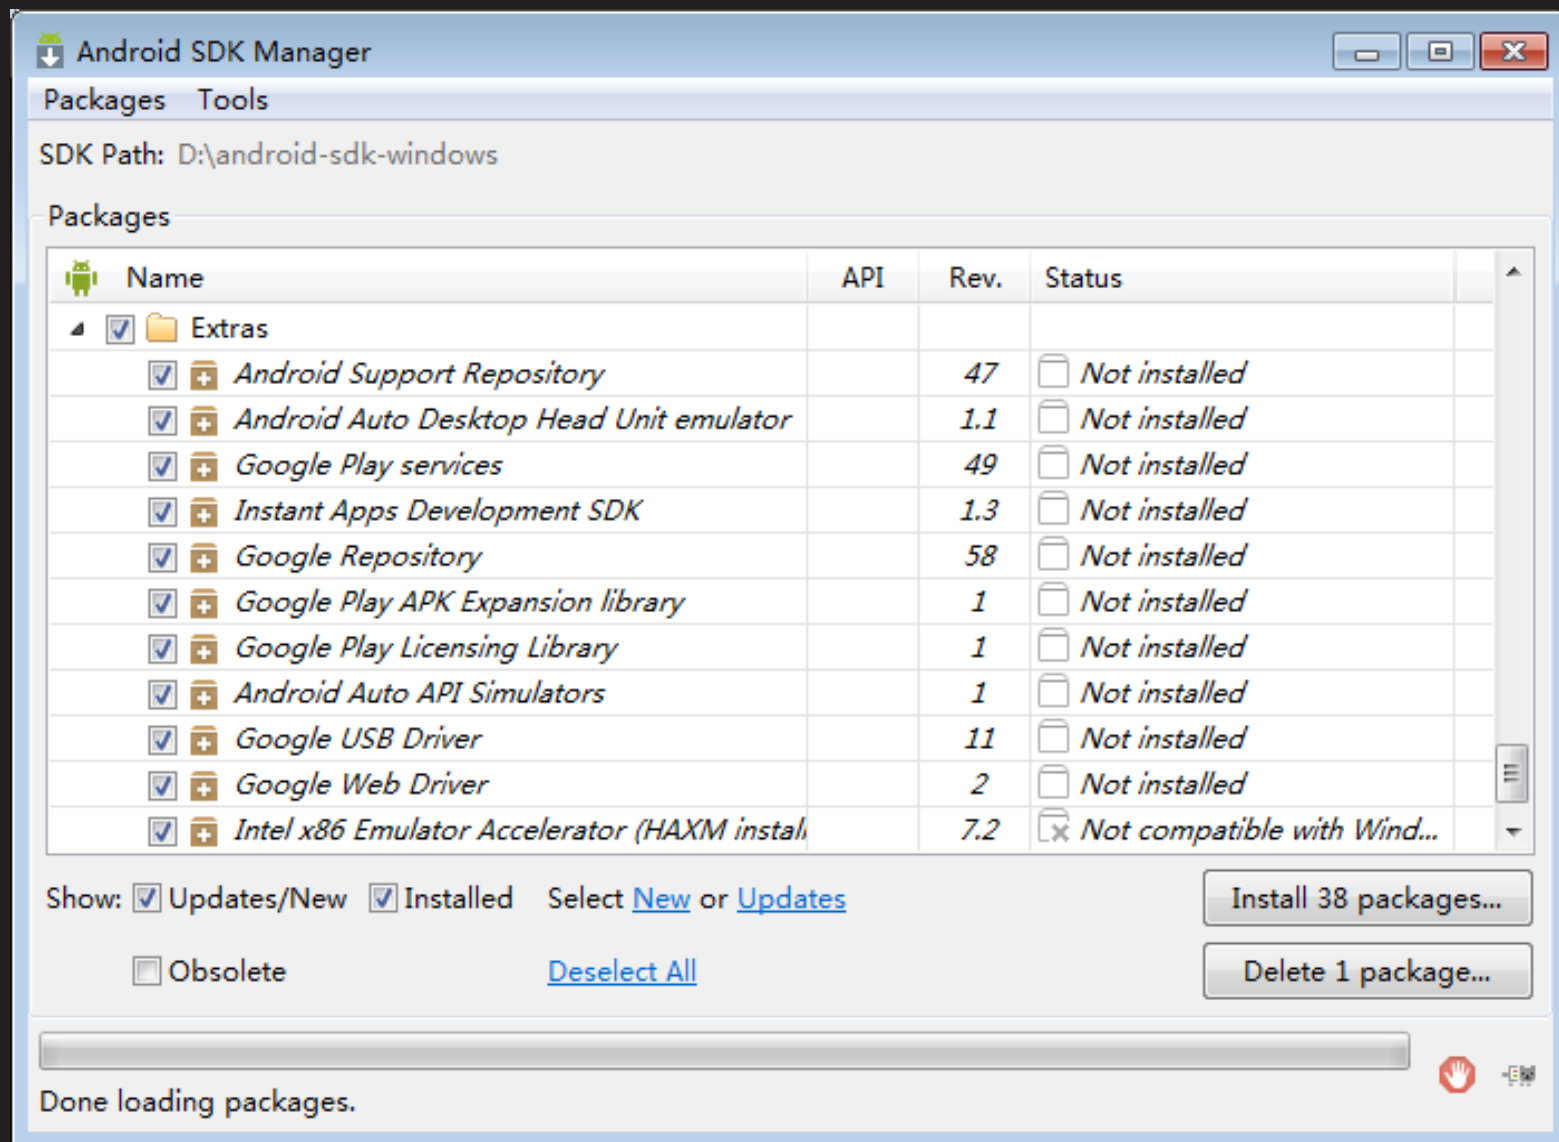 Android SDK Manager
Packages Tools
SDK Path: D:\android-sdk-windows
Packages
Name API Rev. Status
Extras
Android Support Repository 47 Not installed
Android Auto Desktop Head Unit emulator 1.1 Not installed
Google Play services 49 Not installed
Instant Apps Development SDK 1.3 Not installed
Google Repository 58 Not installed
Google Play APK Expansion library 1 Not installed
Google Play Licensing Library 1 Not installed
Android Auto API Simulators 1 Not installed
Google USB Driver 11 Not installed
Google Web Driver 2 Not installed
Intel x86 Emulator Accelerator (HAXM install 7.2 Not compatible with Wind...
Show: Updates/New Installed Select New or Updates Install 38 packages...
Obsolete Deselect All Delete 1 package...
Done loading packages.